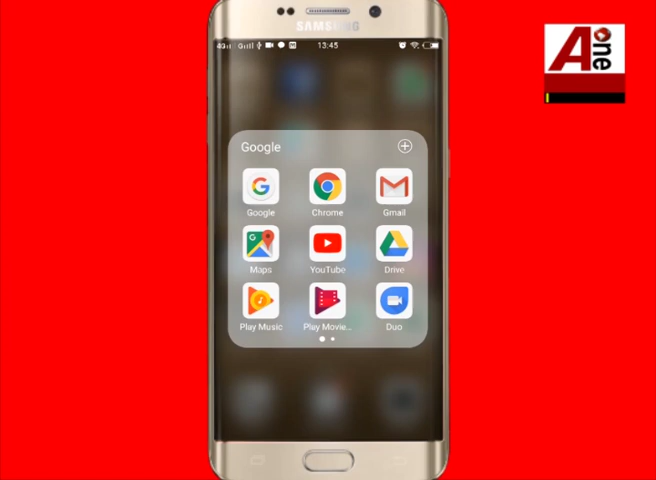 A one
SAMSUNG
13:45
Google
Google Chrome Gmail
Maps YouTube Drive
Play Music Play Movie... Duo